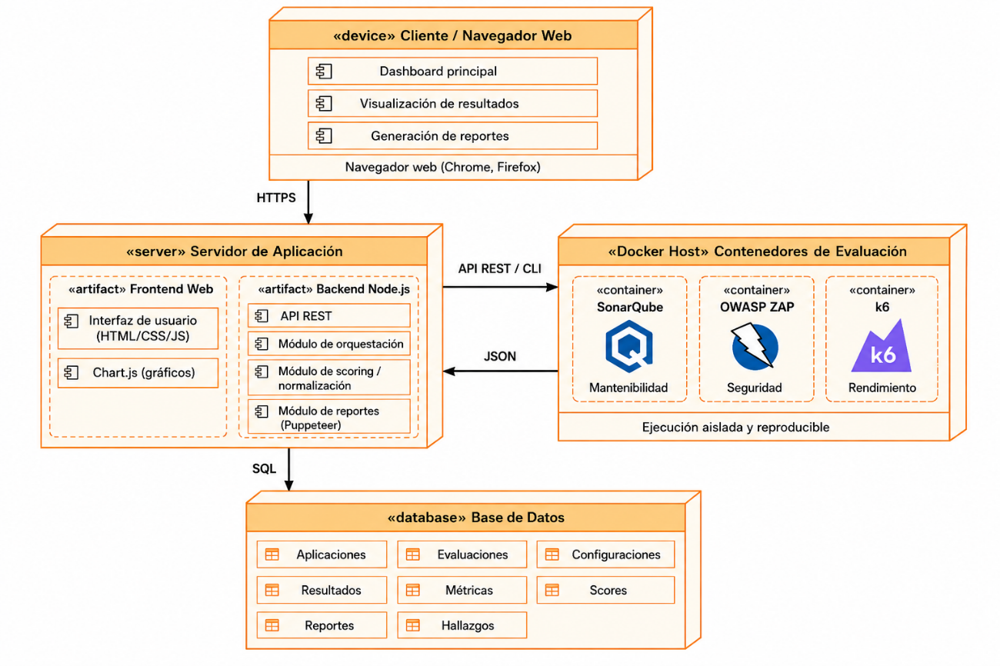 «device» Cliente / Navegador Web
Dashboard principal
Visualización de resultados
Generación de reportes
Navegador web (Chrome, Firefox)
HTTPS
«server» Servidor de Aplicación
«artifact» Frontend Web
Interfaz de usuario
(HTML/CSS/JS)
Chart.js (gráficos)
«artifact» Backend Node.js
API REST
Módulo de orquestación
Módulo de scoring /
normalización
Módulo de reportes
(Puppeteer)
API REST / CLI
JSON
«Docker Host» Contenedores de Evaluación
«container»
SonarQube
Mantenibilidad
«container»
OWASP ZAP
Seguridad
«container»
k6
k6
Rendimiento
Ejecución aislada y reproducible
SQL
«database» Base de Datos
Aplicaciones
Evaluaciones
Configuraciones
Resultados
Métricas
Scores
Reportes
Hallazgos